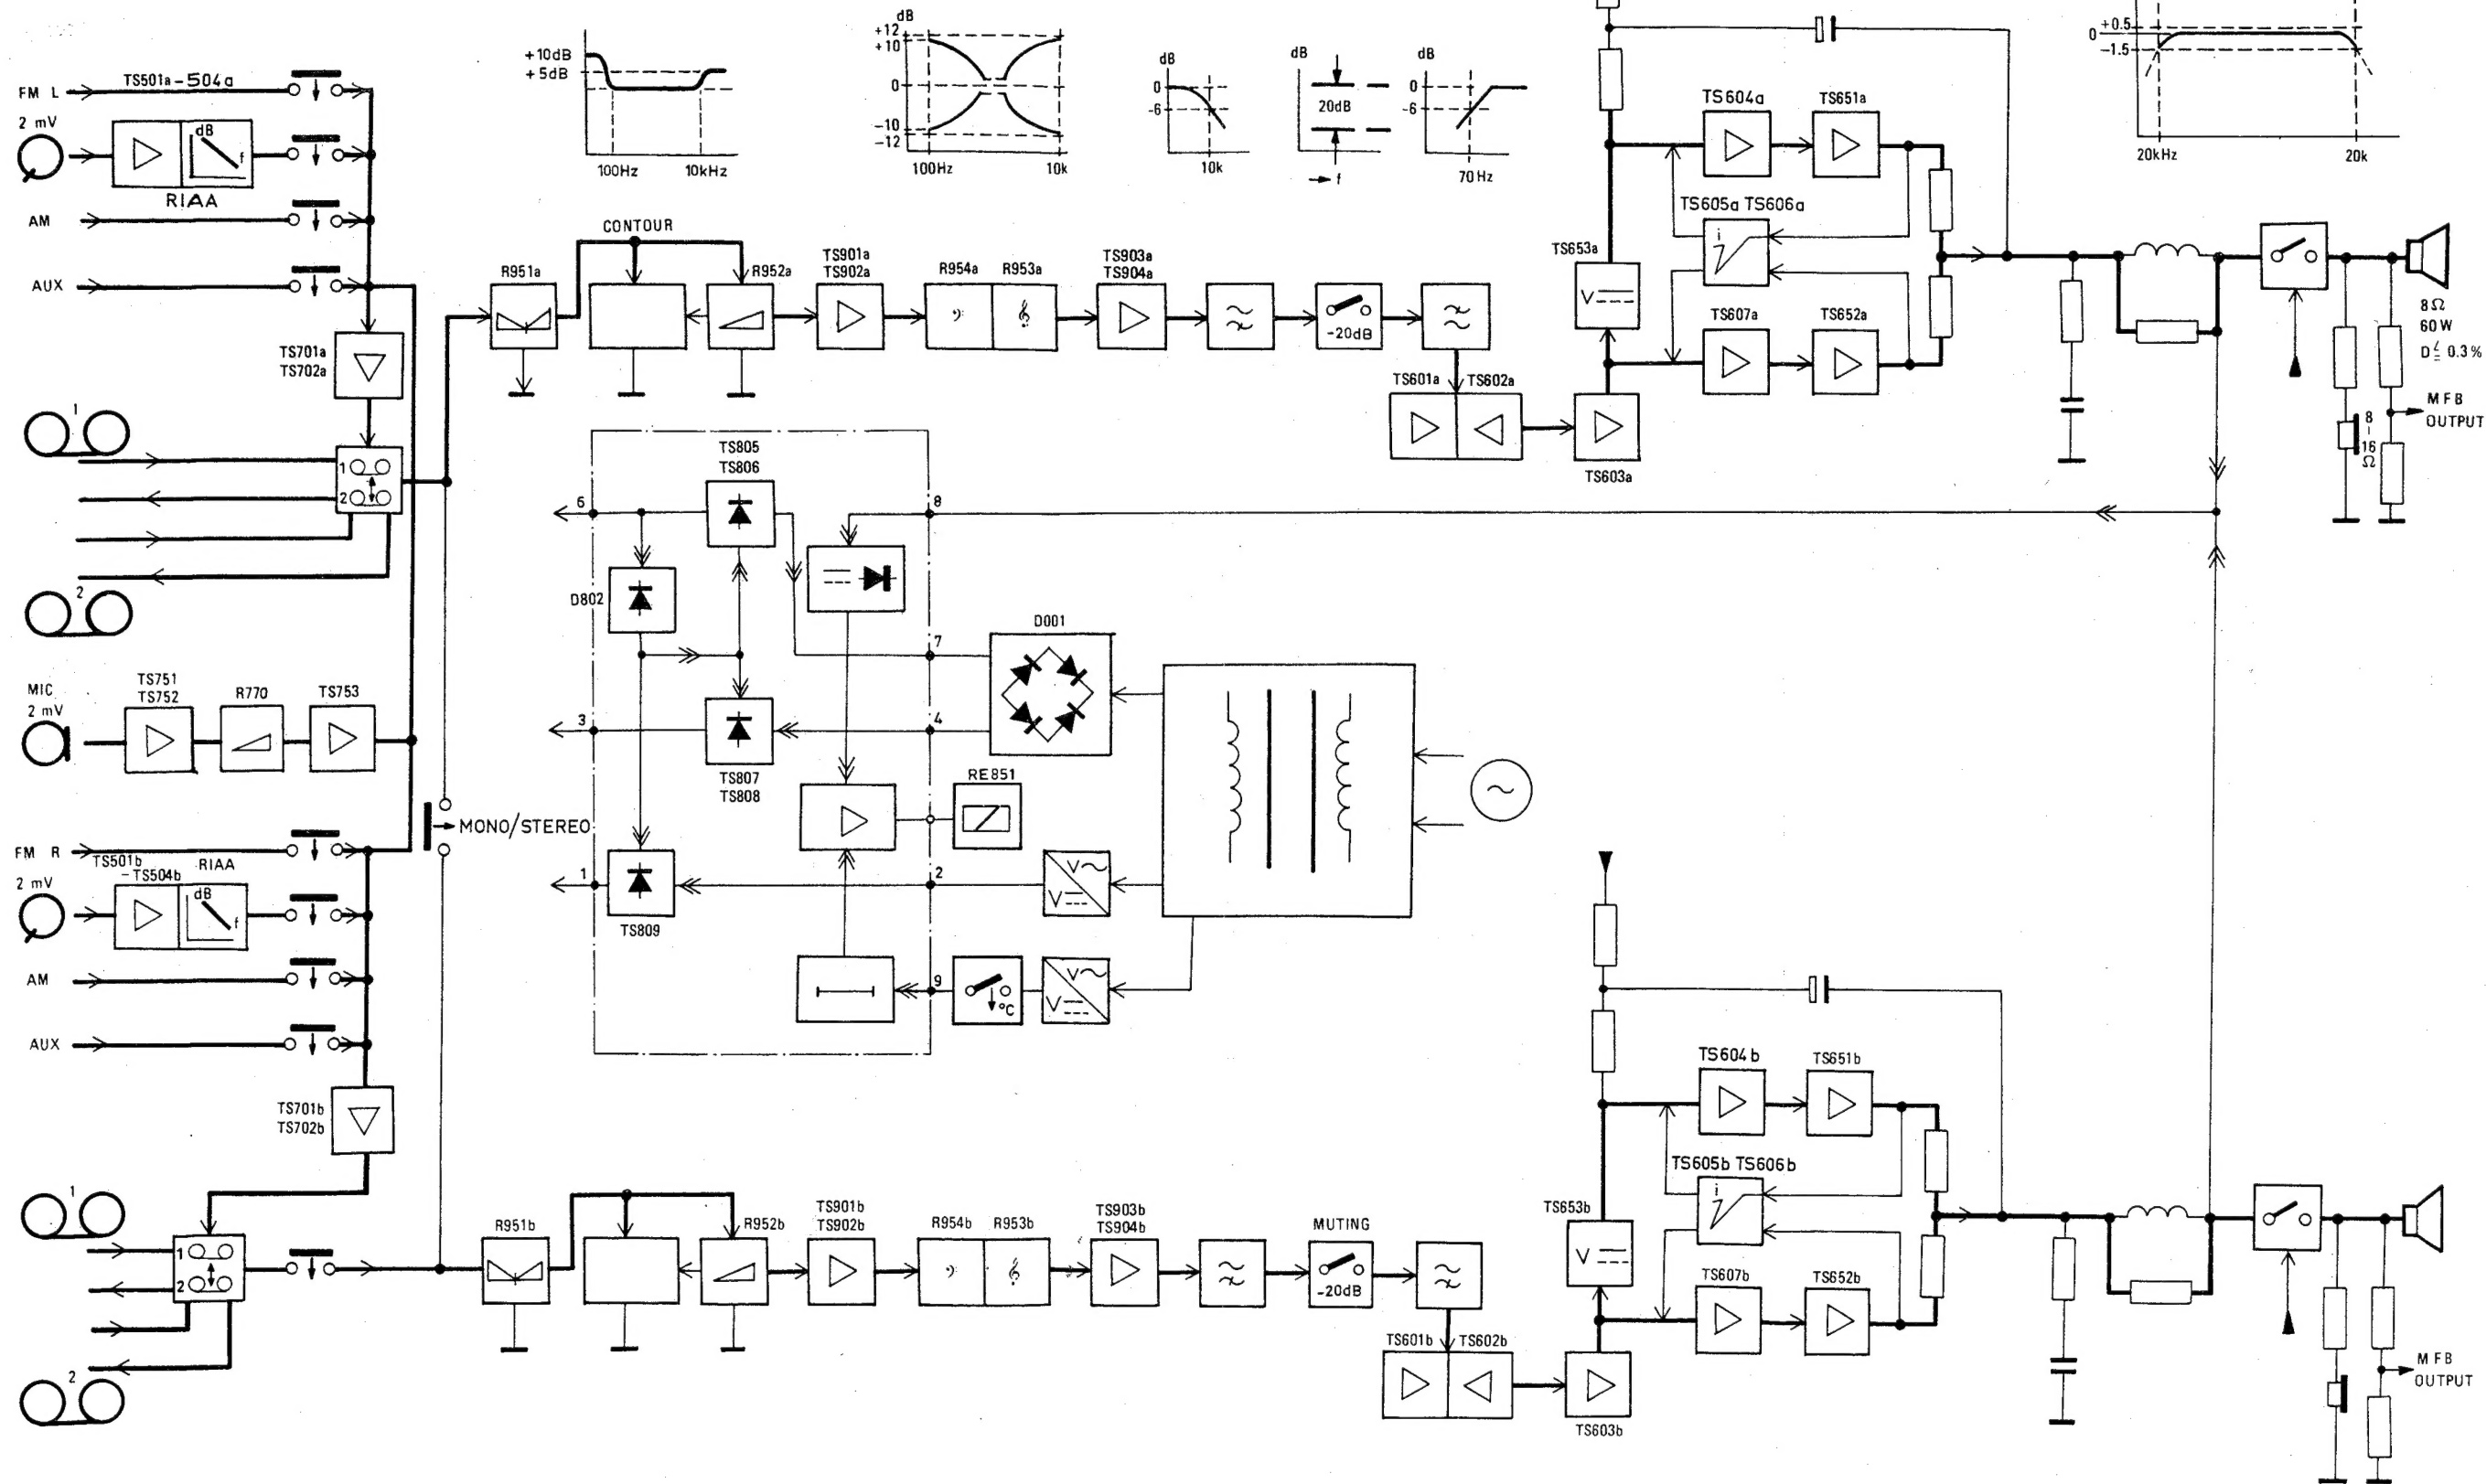 +10dB
+5dB
100Hz
10kHz
dB
+12
+10
0
-10
-12
100Hz
10k
dB
0
-6
10k
dB
20dB
f
dB
0
-6
70Hz
+0.5
0
-1.5
20kHz
20k
FM L
TS501a-504a
2 mV
dB
f
RIAA
AM
AUX
TS701a
TS702a
1
1
2
2
CONTOUR
R951a
R952a
TS901a
TS902a
R954a
R953a
TS903a
TS904a
-20dB
TS601a
TS602a
TS603a
TS653a
V
TS604a
TS651a
TS605a TS606a
i
TS607a
TS652a
8Ω
60W
D≤ 0.3%
MFB
OUTPUT
8
-
16
Ω
TS805
TS806
6
8
D802
7
D001
3
4
TS807
TS808
RE851
1
2
V~
V
TS809
9
°C
V~
V
~
MIC
2 mV
TS751
TS752
R770
TS753
MONO/STEREO
FM R
TS501b
-TS504b
RIAA
2 mV
dB
f
AM
AUX
TS701b
TS702b
1
1
2
2
R951b
R952b
TS901b
TS902b
R954b
R953b
TS903b
TS904b
MUTING
-20dB
TS601b
TS602b
TS603b
TS653b
V
TS604b
TS651b
TS605b TS606b
i
TS607b
TS652b
MFB
OUTPUT